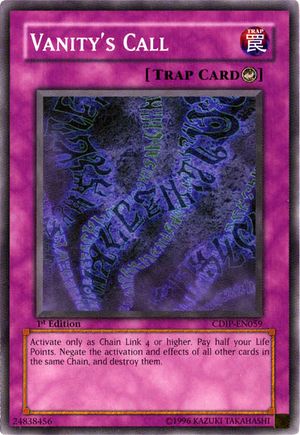 VANITY'S CALL
TRAP
罠
[TRAP CARD]
1st Edition
CDIP-EN059
Activate only as Chain Link 4 or higher. Pay half your Life
Points. Negate the activation and effects of all other cards in
the same Chain, and destroy them.
24838456
©1996 KAZUKI TAKAHASHI